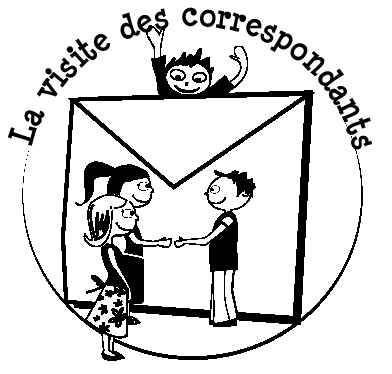 La visite des correspondants